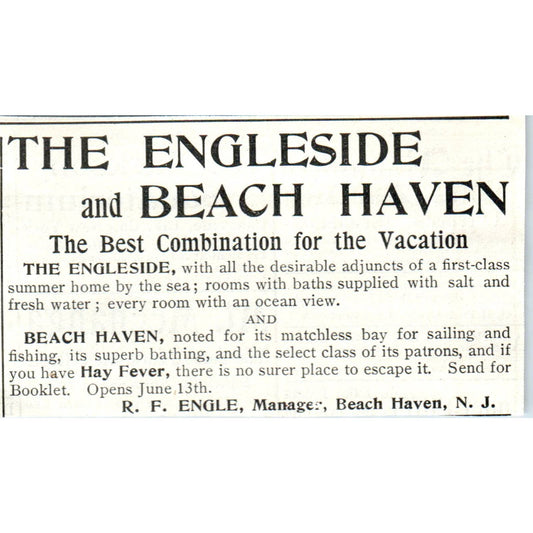 THE ENGLESIDE
and BEACH HAVEN
The Best Combination for the Vacation
THE ENGLESIDE, with all the desirable adjuncts of a first-class
summer home by the sea; rooms with baths supplied with salt and
fresh water; every room with an ocean view.
AND
BEACH HAVEN, noted for its matchless bay for sailing and
fishing, its superb bathing, and the select class of its patrons, and if
you have Hay Fever, there is no surer place to escape it. Send for
Booklet. Opens June 13th.
R. F. ENGLE, Manager, Beach Haven, N. J.